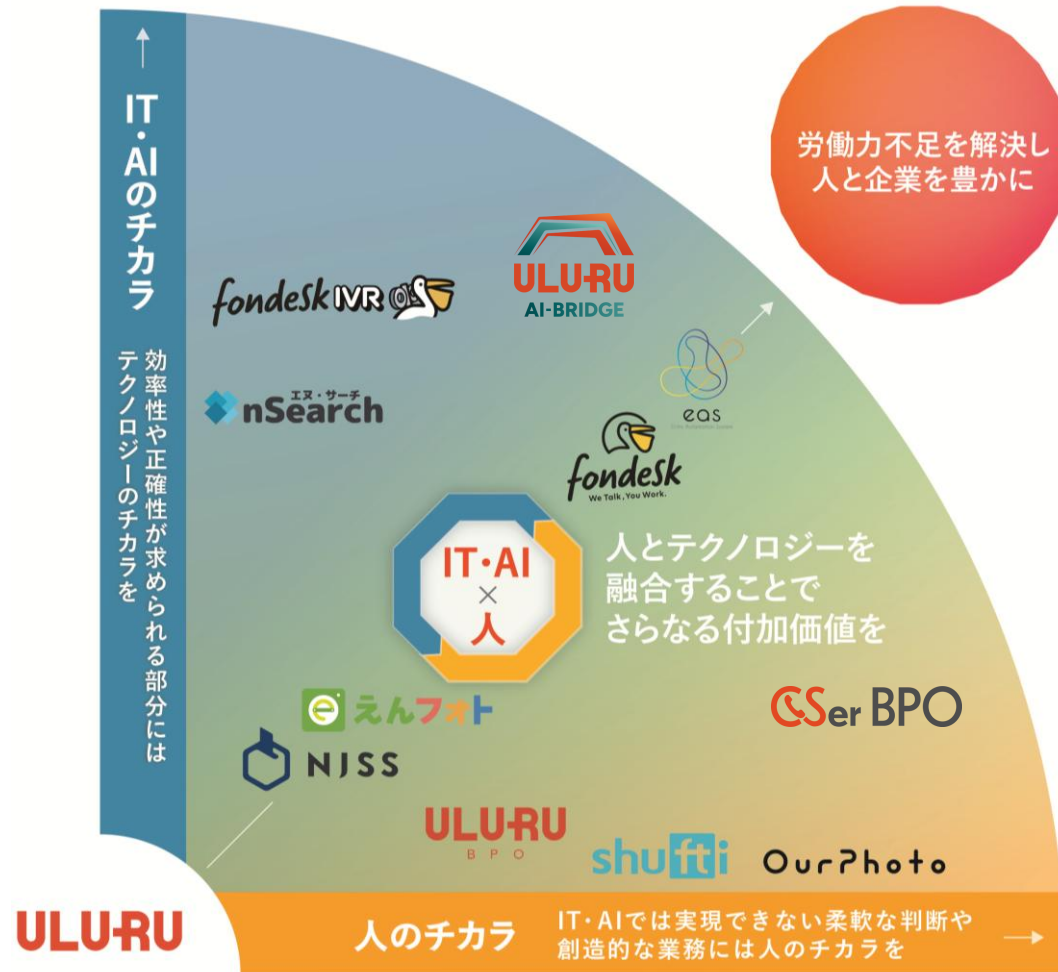 IT・AIのチカラ
効率性や正確性が求められる部分には
テクノロジーのチカラを
労働力不足を解決し
人と企業を豊かに
ULURU
AI-BRIDGE
fondesk IVR
エヌ・サーチ
nSearch
eas
fondesk
We Talk, You Work.
IT・AI
×
人
人とテクノロジーを
融合することで
さらなる付加価値を
えんフォト
NJSS
CSer BPO
ULURU
BPO
shufti
OurPhoto
ULURU
人のチカラ
IT・AIでは実現できない柔軟な判断や
創造的な業務には人のチカラを